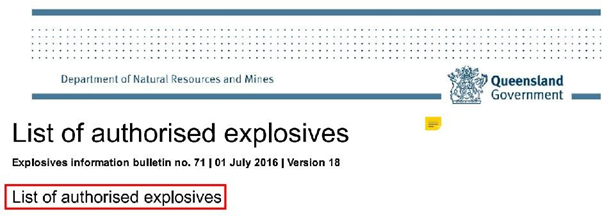 Department of Natural Resources and Mines
Queensland
Government
List of authorised explosives
Explosives information bulletin no. 71 | 01 July 2016 | Version 18
List of authorised explosives